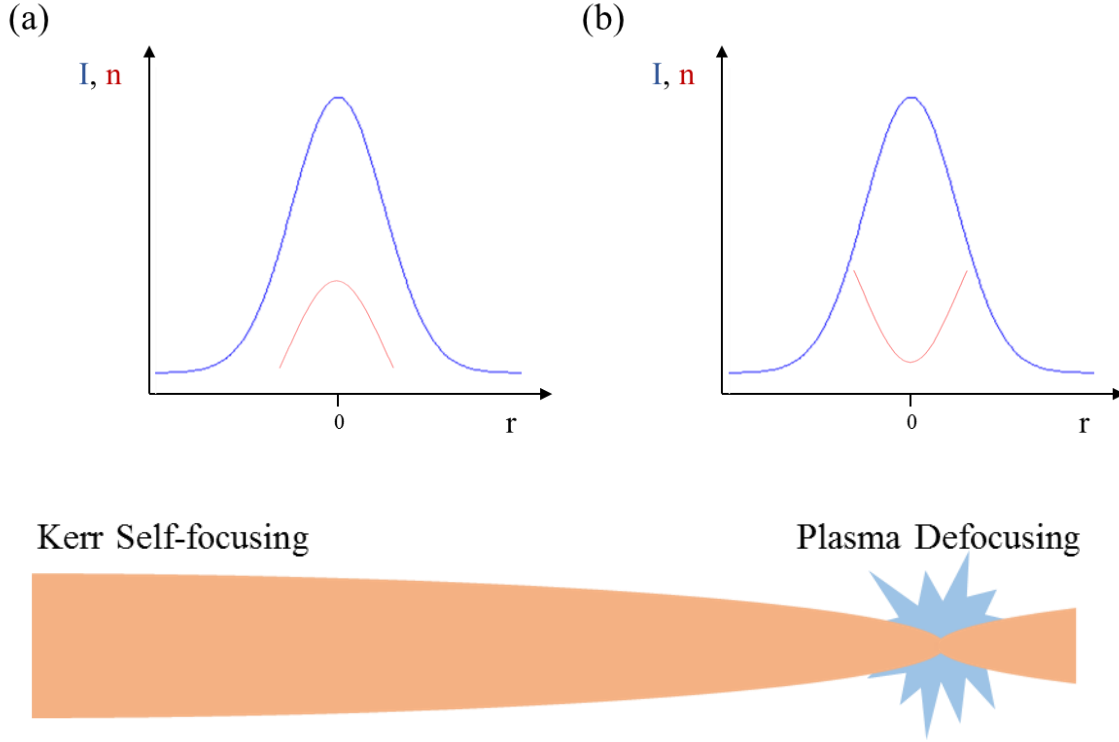 (a)
I, n
0
r
(b)
I, n
0
r
Kerr Self-focusing
Plasma Defocusing